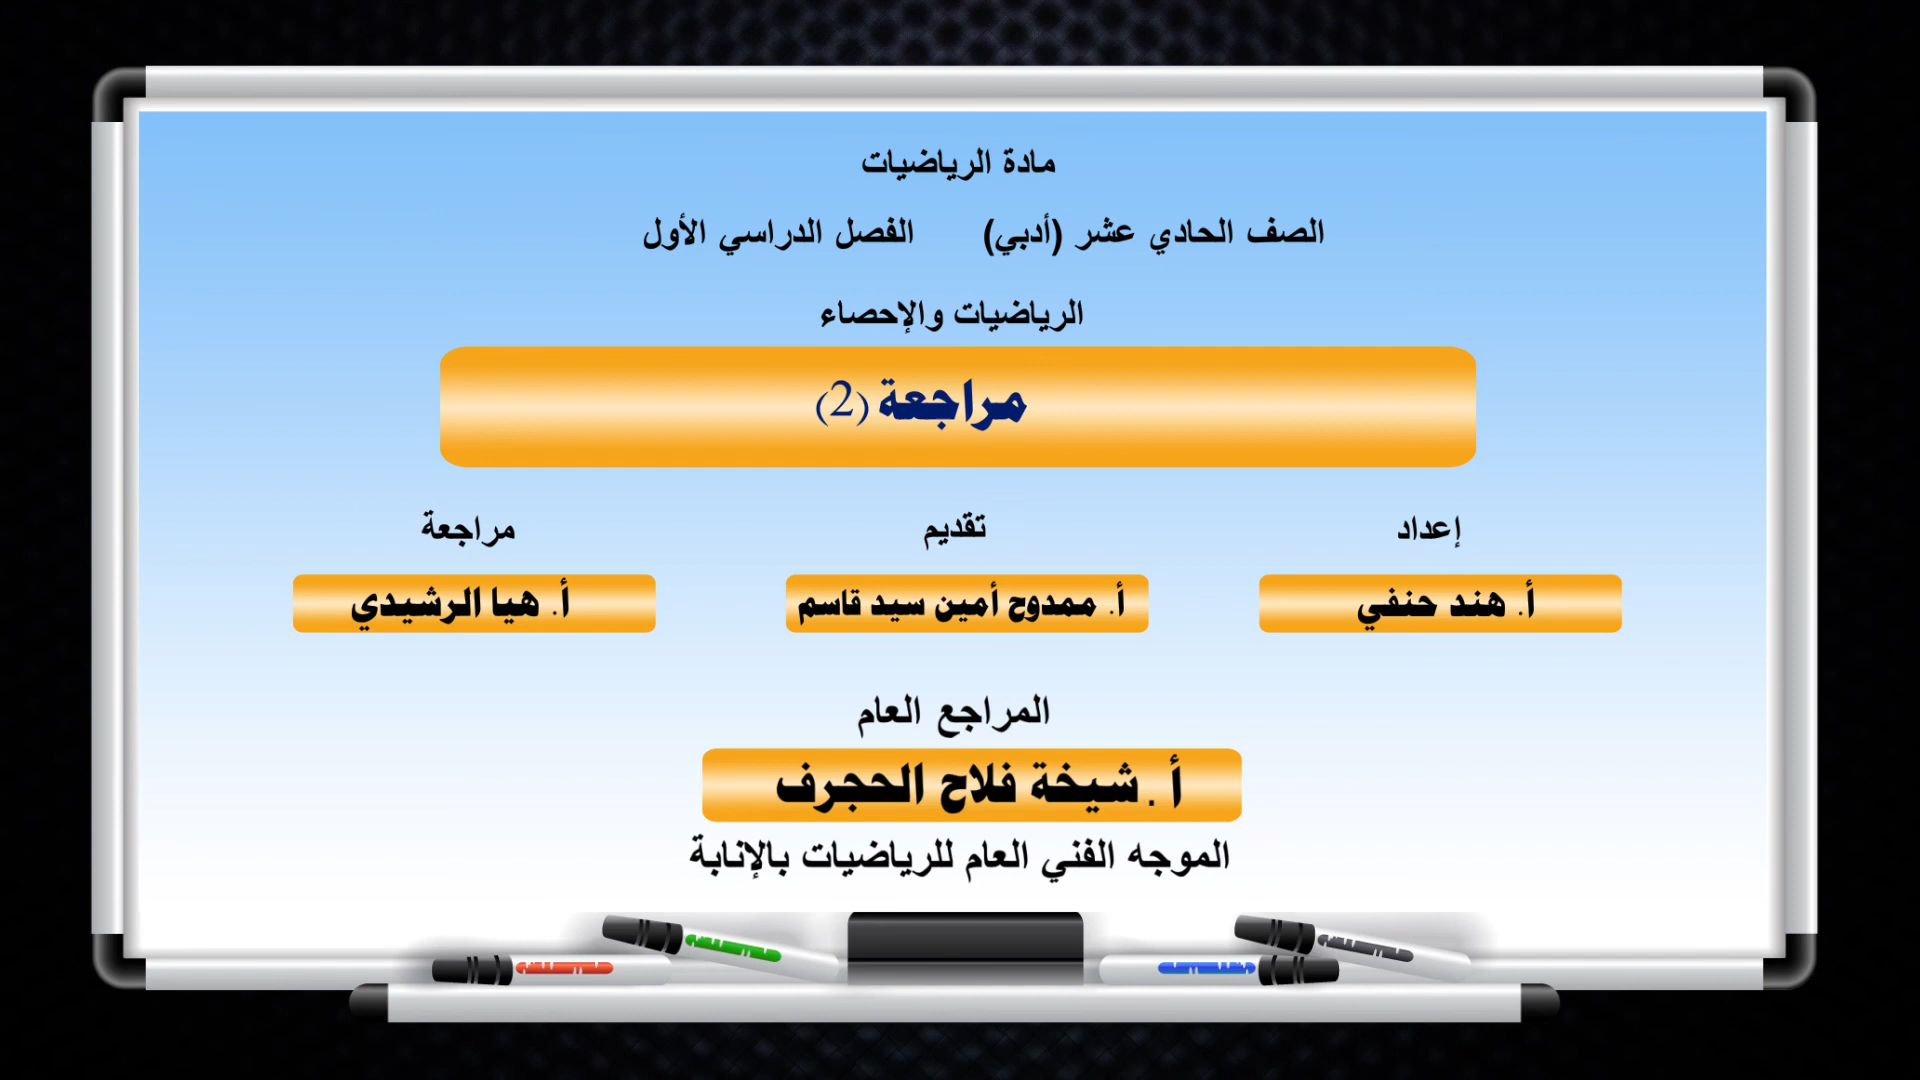 مادة الرياضيات
الصف الحادي عشر (أدبي) الفصل الدراسي الأول
الرياضيات والإحصاء
مراجعة (2)
إعداد تقديم مراجعة
أ. هند حنفي أ. ممدوح أمين سيد قاسم أ. هيا الرشيدي
المراجع العام
أ . شيخة فلاح الحجرف
الموجه الفني العام للرياضيات بالإنابة